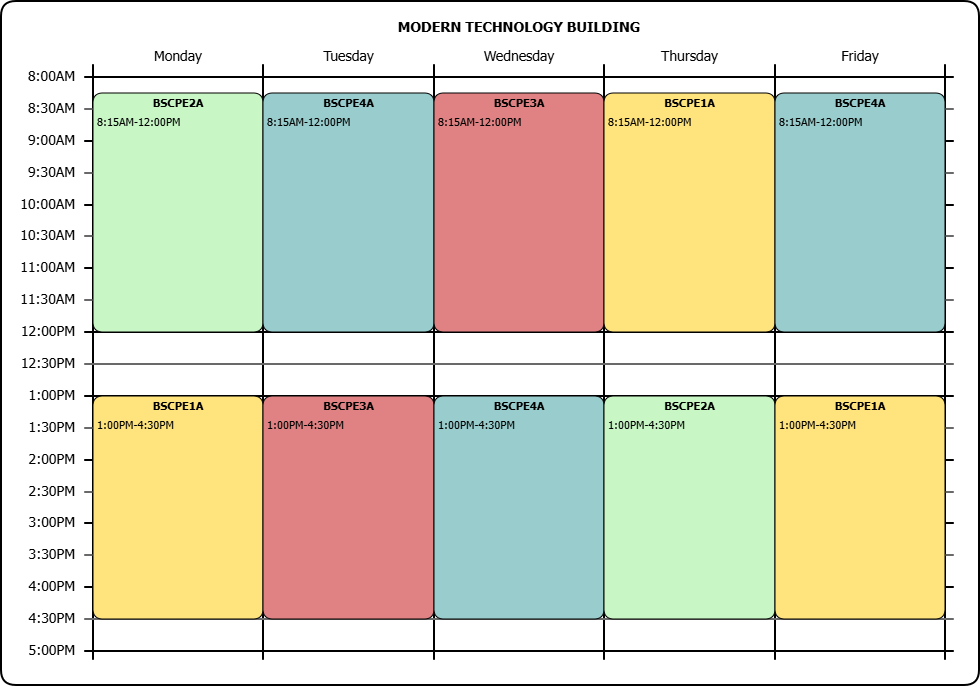 MODERN TECHNOLOGY BUILDING
Monday Tuesday Wednesday Thursday Friday
8:00AM
BSCPE2A BSCPE4A BSCPE3A BSCPE1A BSCPE4A
8:30AM
8:15AM-12:00PM 8:15AM-12:00PM 8:15AM-12:00PM 8:15AM-12:00PM 8:15AM-12:00PM
9:00AM
9:30AM
10:00AM
10:30AM
11:00AM
11:30AM
12:00PM
12:30PM
1:00PM
BSCPE1A BSCPE3A BSCPE4A BSCPE2A BSCPE1A
1:30PM
1:00PM-4:30PM 1:00PM-4:30PM 1:00PM-4:30PM 1:00PM-4:30PM 1:00PM-4:30PM
2:00PM
2:30PM
3:00PM
3:30PM
4:00PM
4:30PM
5:00PM